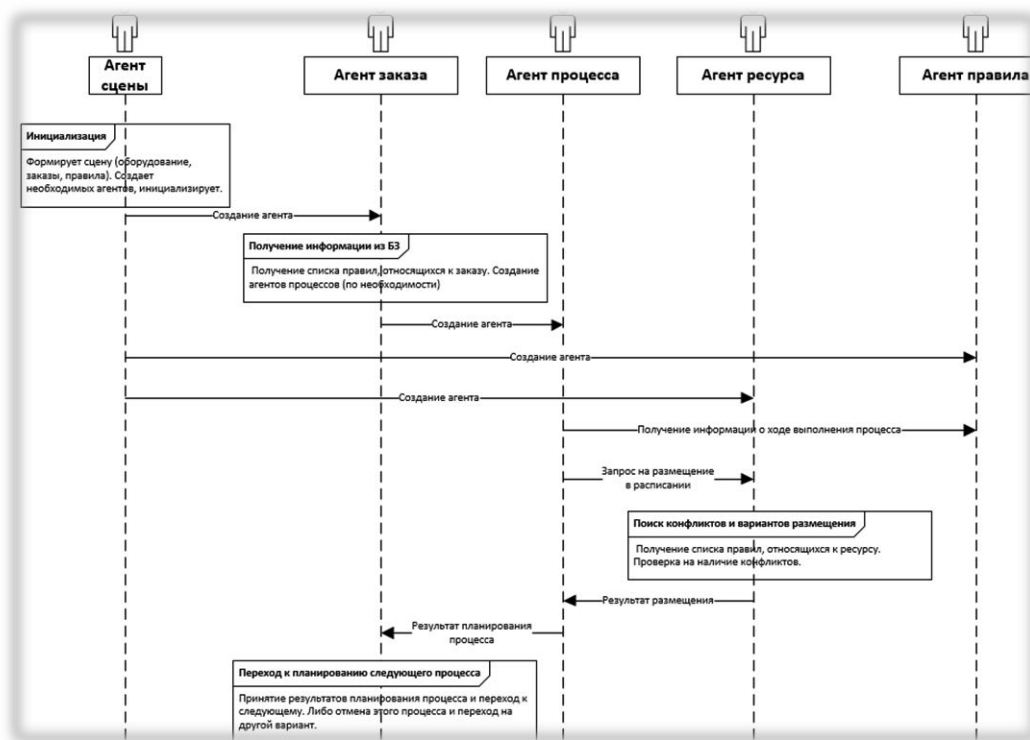 Агент
сцены
Агент заказа
Агент процесса
Агент ресурса
Агент правила
Инициализация
Формирует сцену (оборудование,
заказы, правила). Создает
необходимых агентов, инициализирует.
Создание агента
Получение информации из БЗ
Получение списка правил, относящихся к заказу. Создание
агентов процессов (по необходимости)
Создание агента
Создание агента
Создание агента
Получение информации о ходе выполнения процесса
Запрос на размещение
в расписании
Поиск конфликтов и вариантов размещения
Получение списка правил, относящихся к ресурсу.
Проверка на наличие конфликтов.
Результат размещения
Результат планирования
процесса
Переход к планированию следующего процесса
Принятие результатов планирования процесса и переход к
следующему. Либо отмена этого процесса и переход на
другой вариант.